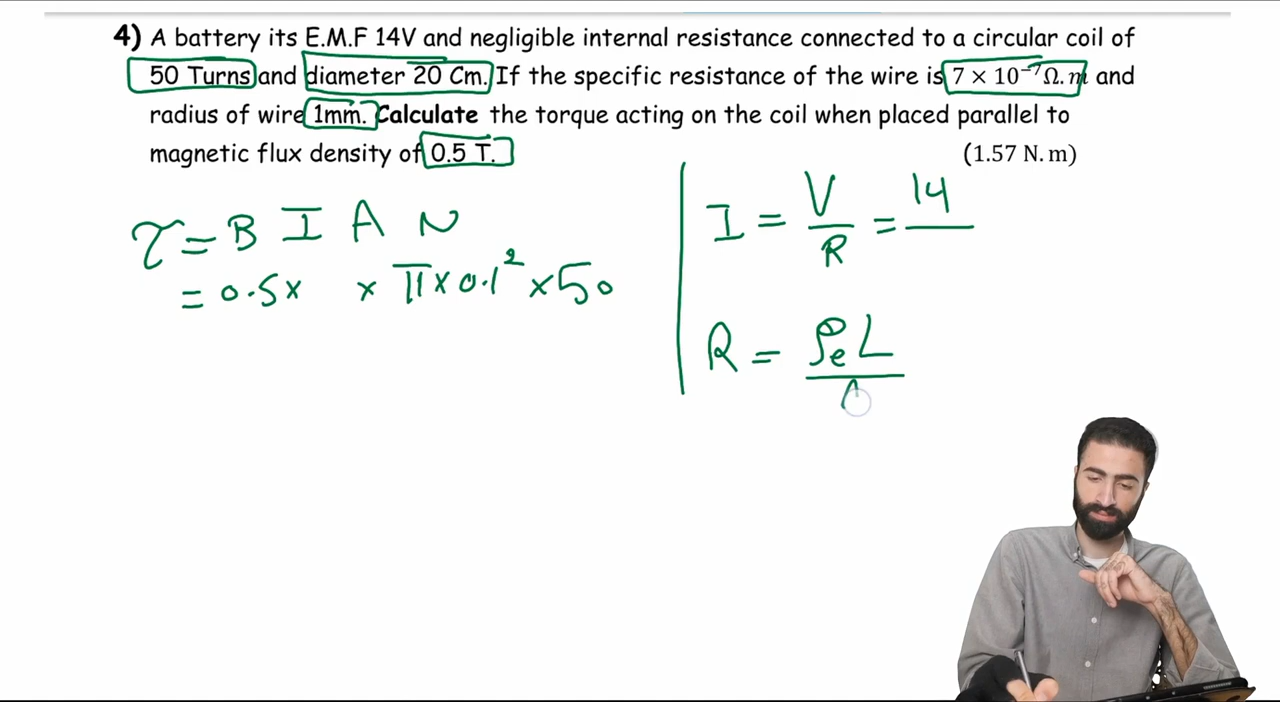 4) A battery its E.M.F 14V and negligible internal resistance connected to a circular coil of
50 Turns and diameter 20 Cm. If the specific resistance of the wire is 7 × 10⁻⁷Ω.m and
radius of wire 1mm. Calculate the torque acting on the coil when placed parallel to
magnetic flux density of 0.5 T. (1.57 N.m)
τ = B I A N
= 0.5 × × π × 0.1² × 50
I = V/R = 14
R = ρₑL/A